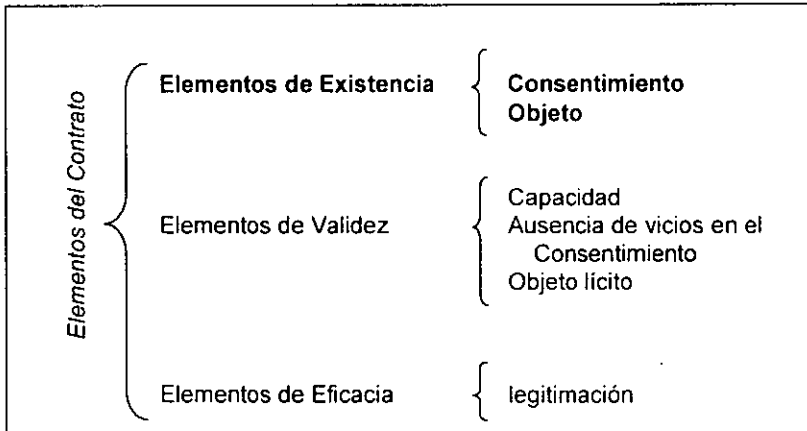 Elementos del Contrato
Elementos de Existencia
Consentimiento
Objeto
Elementos de Validez
Capacidad
Ausencia de vicios en el
Consentimiento
Objeto lícito
Elementos de Eficacia
legitimación